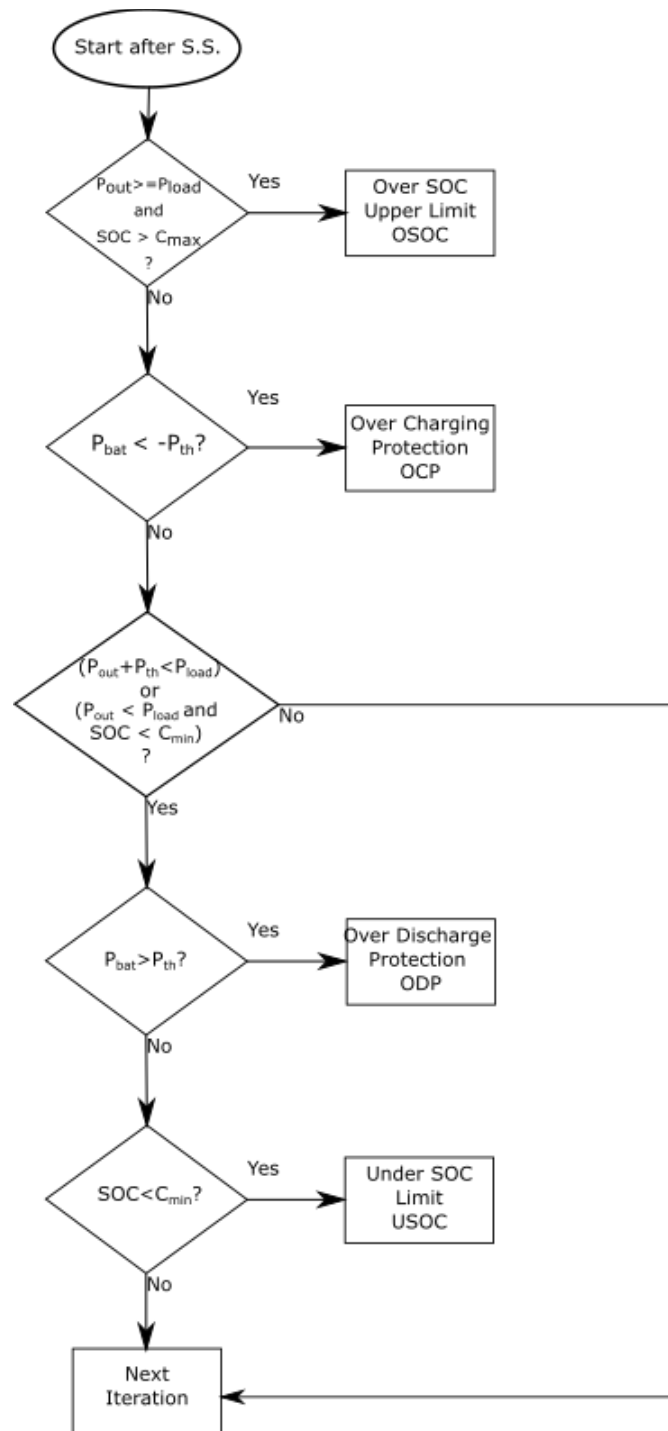 Start after S.S.
Pout>=Pload
and
SOC > Cmax
?
Yes
Over SOC
Upper Limit
OSOC
No
Pbat < -Pth?
Yes
Over Charging
Protection
OCP
No
(Pout+Pth<Pload)
or
(Pout < Pload and
SOC < Cmin)
?
No
Yes
Pbat>Pth?
Yes
Over Discharge
Protection
ODP
No
SOC<Cmin?
Yes
Under SOC
Limit
USOC
No
Next
Iteration